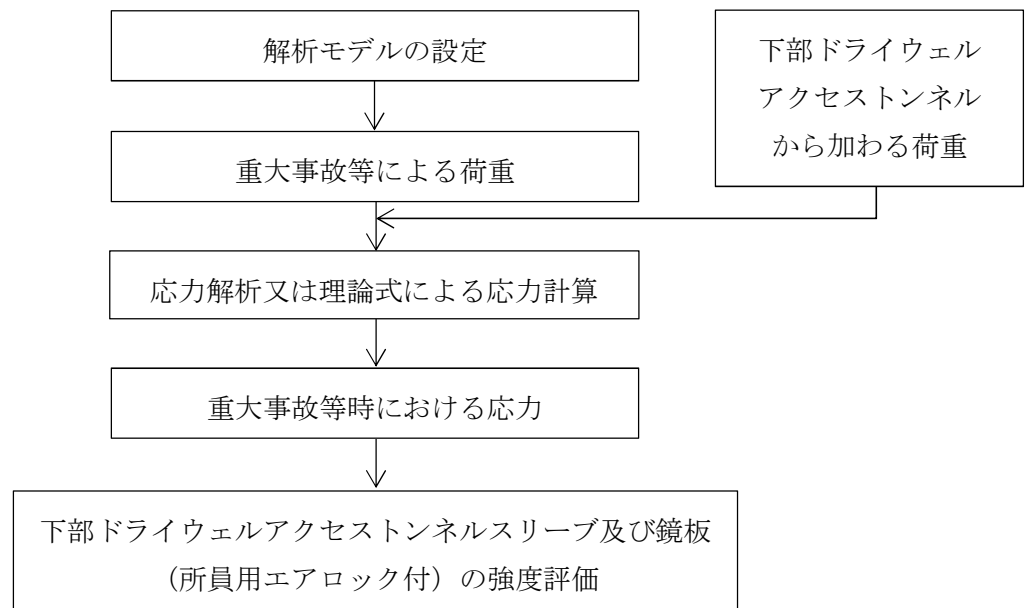 解析モデルの設定
下部ドライウェル
アクセストンネル
から加わる荷重
重大事故等による荷重
応力解析又は理論式による応力計算
重大事故等時における応力
下部ドライウェルアクセストンネルスリーブ及び鏡板
（所員用エアロック付）の強度評価